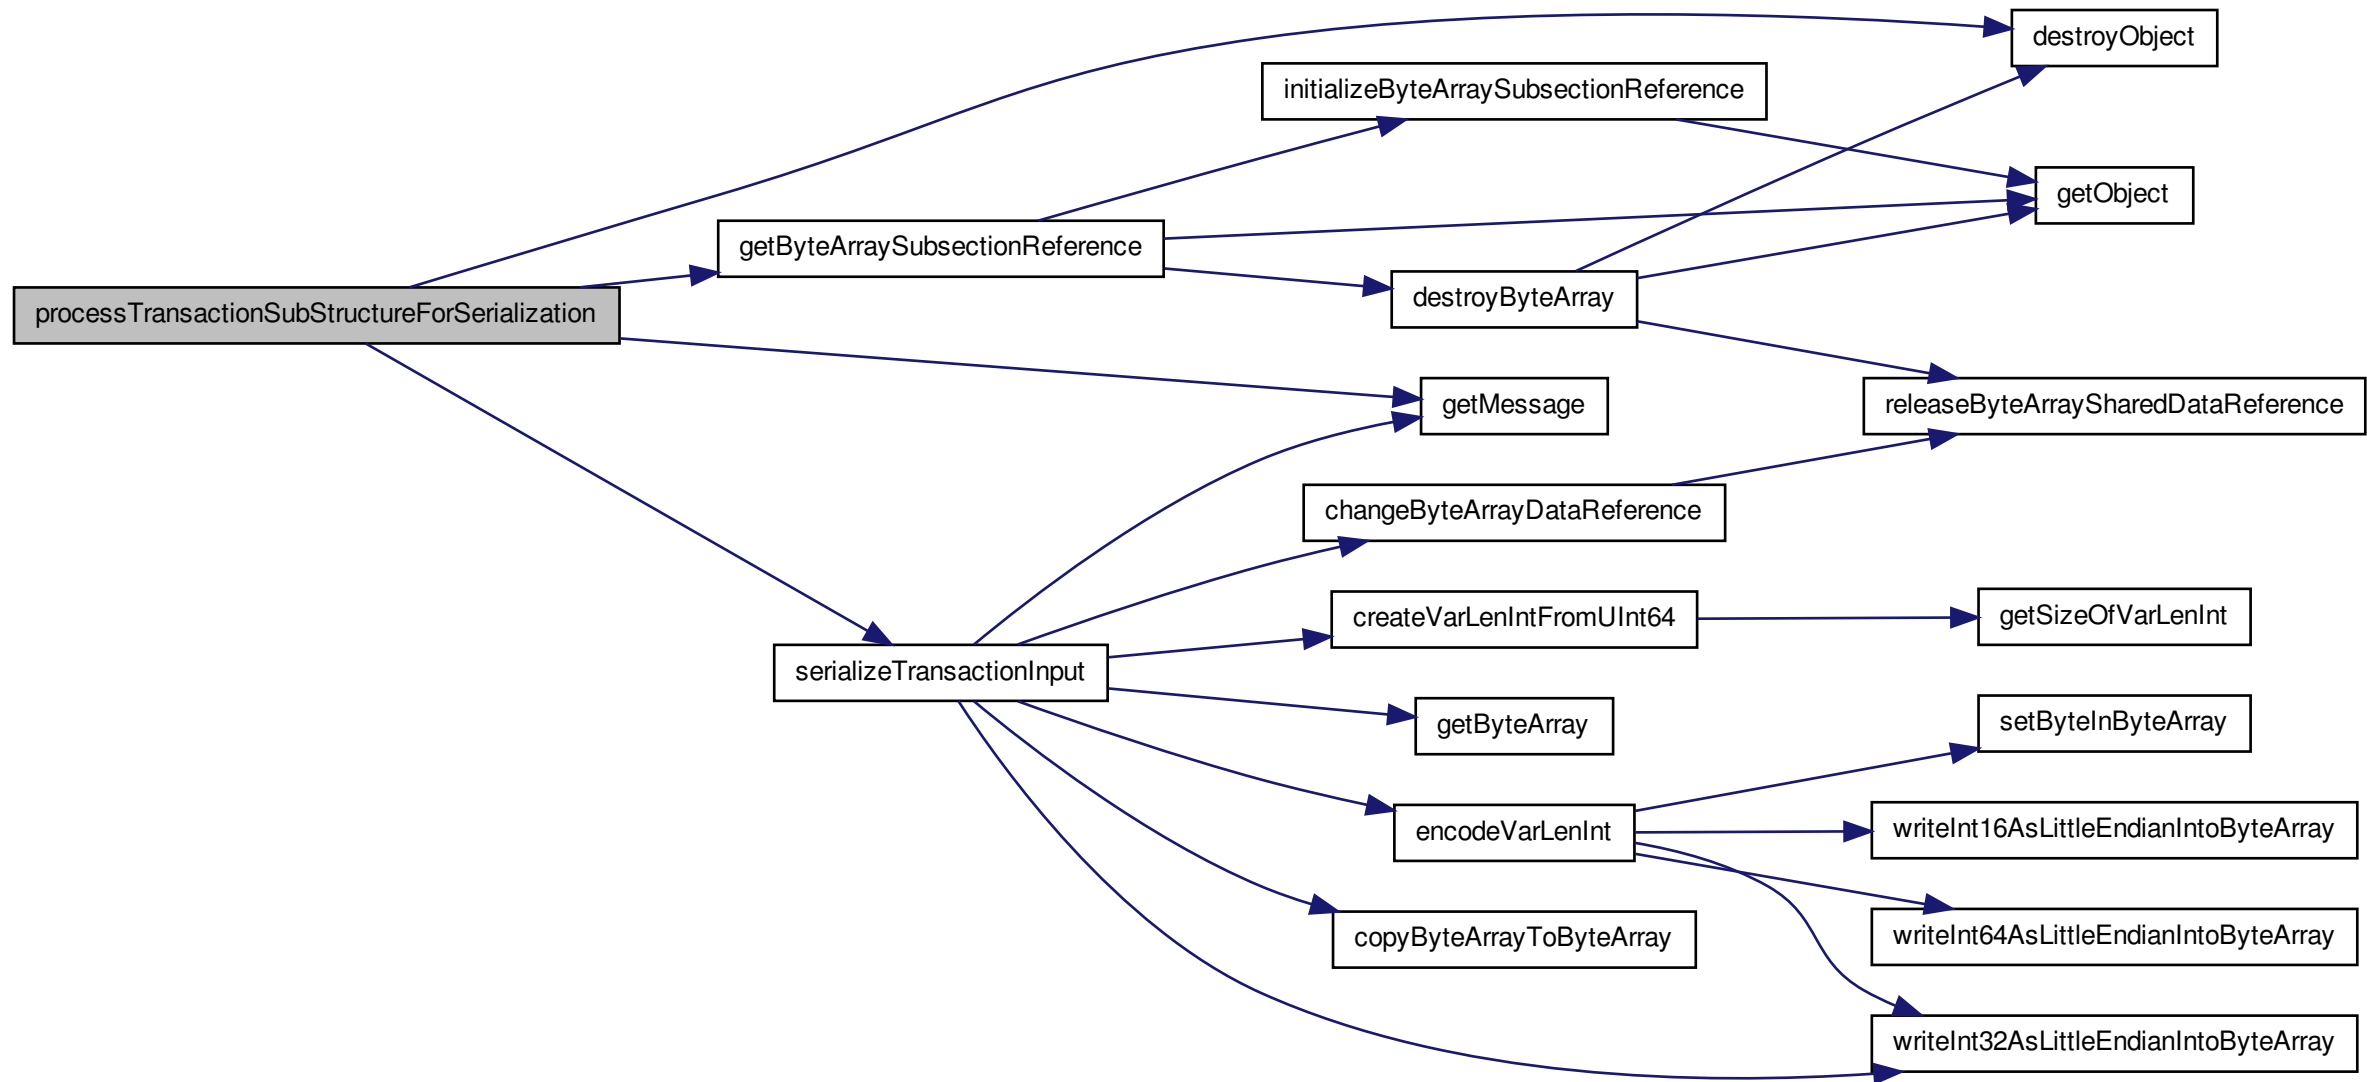 processTransactionSubStructureForSerialization
destroyObject
initializeByteArraySubsectionReference
getObject
getByteArraySubsectionReference
destroyByteArray
getMessage
releaseByteArraySharedDataReference
changeByteArrayDataReference
createVarLenIntFromUInt64
getSizeOfVarLenInt
serializeTransactionInput
getByteArray
setByteInByteArray
encodeVarLenInt
writeInt16AsLittleEndianIntoByteArray
copyByteArrayToByteArray
writeInt64AsLittleEndianIntoByteArray
writeInt32AsLittleEndianIntoByteArray